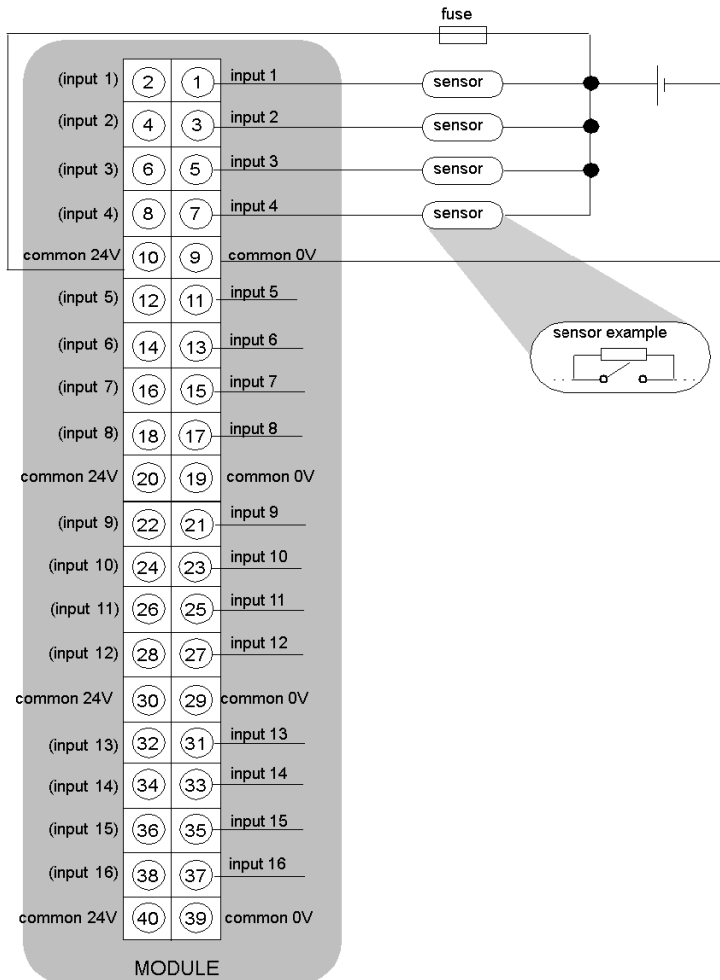 fuse
(input 1) 2 1 input 1 sensor
(input 2) 4 3 input 2 sensor
(input 3) 6 5 input 3 sensor
(input 4) 8 7 input 4 sensor
common 24V 10 9 common 0V
(input 5) 12 11 input 5
(input 6) 14 13 input 6
sensor example
(input 7) 16 15 input 7
(input 8) 18 17 input 8
common 24V 20 19 common 0V
(input 9) 22 21 input 9
(input 10) 24 23 input 10
(input 11) 26 25 input 11
(input 12) 28 27 input 12
common 24V 30 29 common 0V
(input 13) 32 31 input 13
(input 14) 34 33 input 14
(input 15) 36 35 input 15
(input 16) 38 37 input 16
common 24V 40 39 common 0V
MODULE